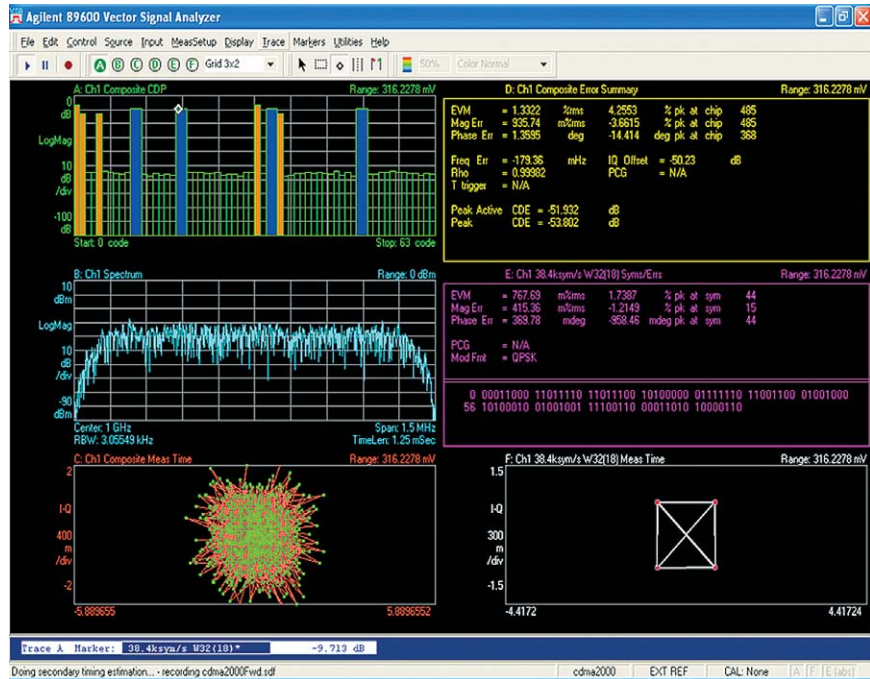 Agilent 89600 Vector Signal Analyzer
File Edit Control Source Input MeasSetup Display Trace Markers Utilities Help
A B C D E F Grid 3x2 50% Color Normal
A: Ch1 Composite CDP Range: 316.2278 mV
0
dB
LogMag
10
dB
/div
-100
dB
Start: 0 code Stop: 63 code
D: Ch1 Composite Error Summary Range: 316.2278 mV
EVM = 1.3322 %rms 4.2553 % pk at chip 485
Mag Err = 935.74 m%rms -3.6615 % pk at chip 485
Phase Err = 1.3595 deg -14.414 deg pk at chip 368
Freq Err = -179.36 mHz IQ Offset = -50.23 dB
Rho = 0.99982 PCG = N/A
T trigger = N/A
Peak Active CDE = -51.932 dB
Peak CDE = -53.802 dB
B: Ch1 Spectrum Range: 0 dBm
10
dBm
LogMag
10
dB
/div
-90
dBm
Center: 1 GHz Span: 1.5 MHz
RBW: 3.05549 kHz TimeLen: 1.25 mSec
E: Ch1 38.4ksym/s W32(18) Syms/Errs Range: 316.2278 mV
EVM = 767.69 m%rms 1.7387 % pk at sym 44
Mag Err = 415.36 m%rms -1.2149 % pk at sym 15
Phase Err = 369.78 mdeg -958.46 mdeg pk at sym 44
PCG = N/A
Mod Fmt = QPSK
0 00011000 11011110 11011100 10100000 01111110 11001100 01001000
56 10100010 01001001 11100110 00011010 10000110
C: Ch1 Composite Meas Time Range: 316.2278 mV
2
I-Q
400
m
/div
-2
-5.889655 5.8896552
F: Ch1 38.4ksym/s W32(18) Meas Time Range: 316.2278 mV
1.5
I-Q
300
m
/div
-1.5
-4.4172 4.41724
Trace A Marker: 38.4ksym/s W32(18)* -9.713 dB
Doing secondary timing estimation... - recording cdma2000Fwd.sdf cdma2000 EXT REF CAL: None A F E (abs)